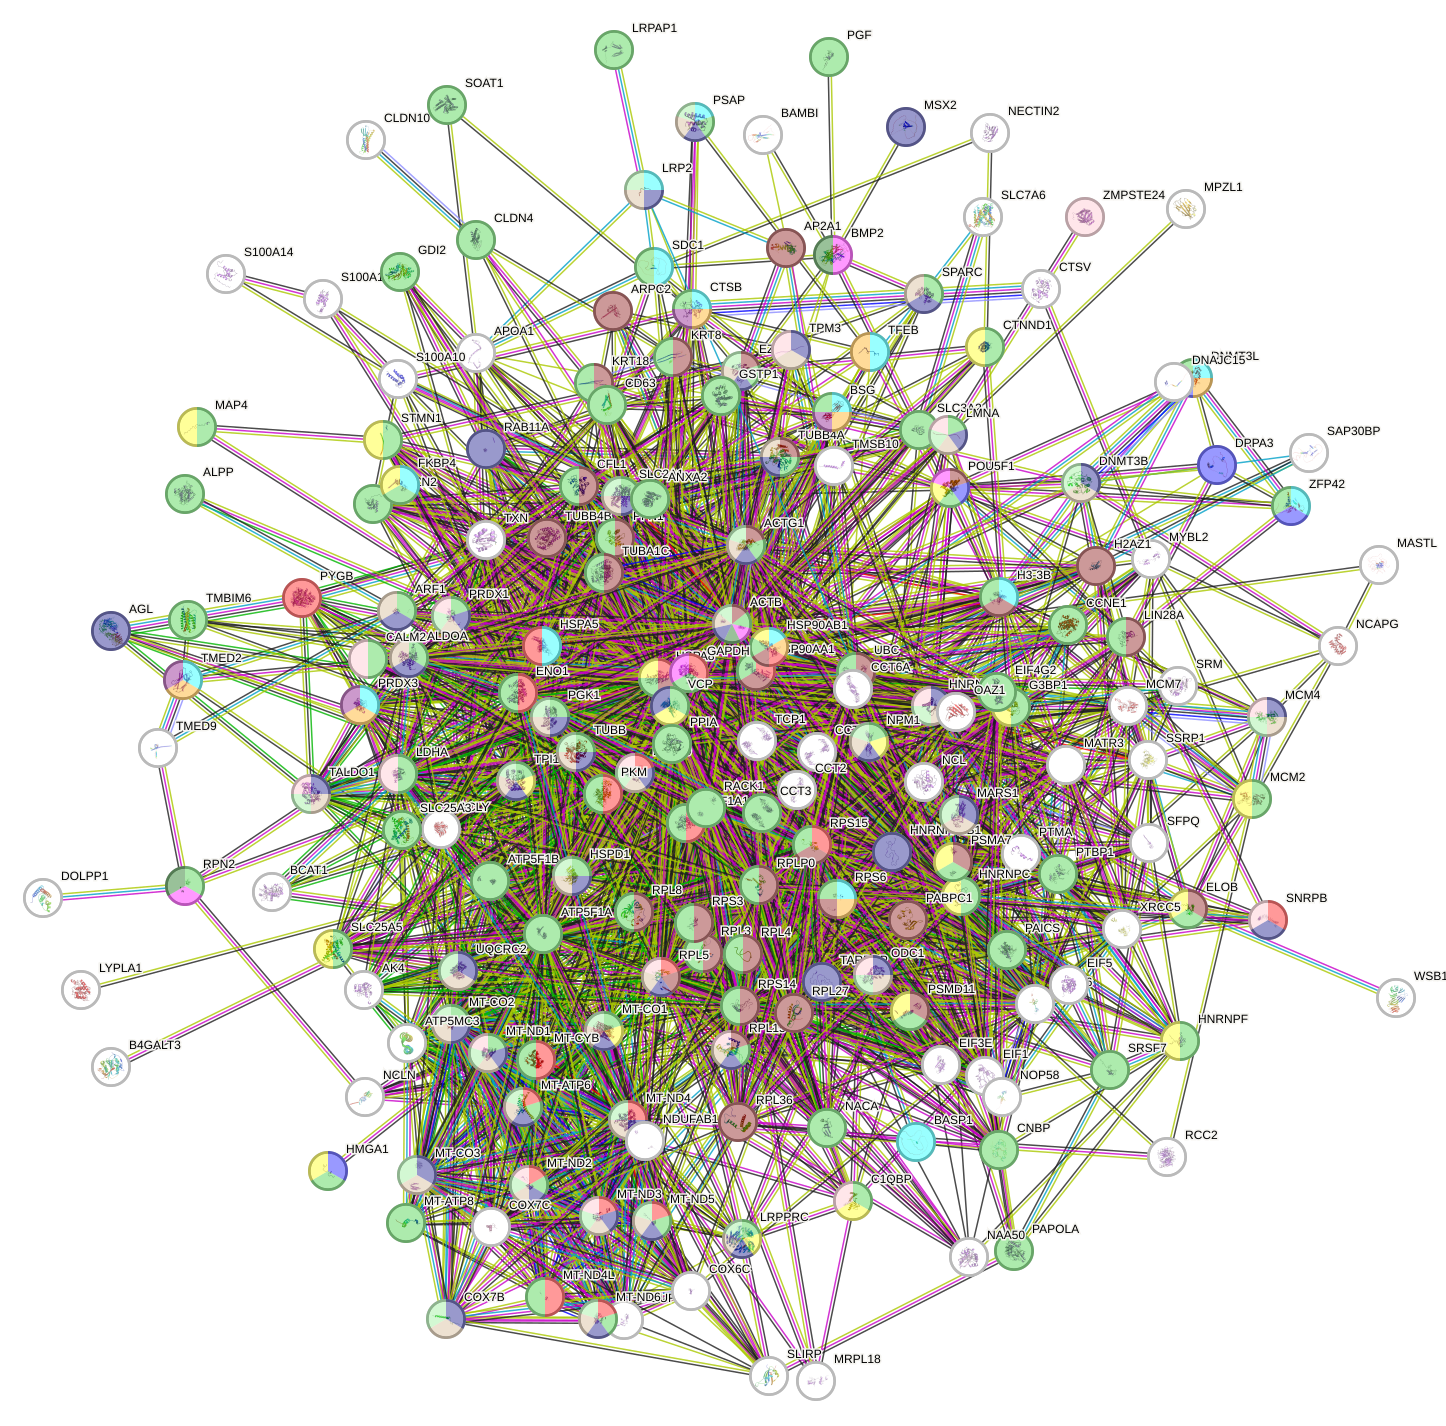 LRPAP1
PGF
SOAT1
PSAP
BAMBI
MSX2
NECTIN2
CLDN10
LRP2
SLC7A6
ZMPSTE24
MPZL1
CLDN4
AP2A1
BMP2
GDI2
SDC1
S100A14
CTSV
S100A1
ARPC2
CTSB
SPARC
APOA1
KRT8
TPM3
TFEB
CTNND1
S100A10
KRT18
CD63
GSTP1
DNAJC15
MAP4
STMN1
BSG
LMNA
RAB11A
TUBB4A
TMSB10
DPPA3
SAP30BP
ALPP
FKBP4
CFL1
ANXA2
POU5F1
DNMT3B
ZFP42
TXN
TUBB4B
ACTG1
H2AZ1
MYBL2
MASTL
TUBA1C
PYGB
ARF1
PRDX1
H3-3B
CCNE1
LIN28A
AGL
TMBIM6
ACTB
HSP90AB1
NCAPG
CALM2
ALDOA
HSPA5
GAPDH
UBC
TMED2
PRDX3
ENO1
VCP
CCT6A
EIF4G2
SRM
MCM7
MCM4
PGK1
OAZ1
G3BP1
TMED9
TUBB
PPIA
TCP1
NPM1
SSRP1
TALDO1
LDHA
TPI1
PKM
CCT2
NCL
MATR3
MCM2
CCT3
MARS1
SLC25A3
RACK1
RPS15
SFPQ
PTMA
PSMA7
BCAT1
ATP5F1B
HSPD1
RPLP0
RPS6
HNRNPC
PTBP1
DOLPP1
RPN2
PABPC1
ELOB
SNRPB
RPL8
RPS3
XRCC5
SLC25A5
ATP5F1A
RPL3
RPL4
PAICS
LYPLA1
AK4
UQCRC2
RPL5
ODC1
EIF5
WSB1
RPS14
RPL27
PSMD11
MT-CO2
ATP5MC3
MT-ND1
MT-CO1
MT-CYB
HNRNPF
B4GALT3
EIF3E
EIF1
SRSF7
NCLN
MT-ATP6
NOP58
MT-ND4
NDUFAB1
RPL36
NACA
BASP1
CNBP
RCC2
HMGA1
MT-CO3
MT-ND2
C1QBP
MT-ATP8
COX7C
MT-ND3
MT-ND5
LRPPRC
NAA50
PAPOLA
COX7B
MT-ND4L
MT-ND6
COX6C
SLIRP
MRPL18